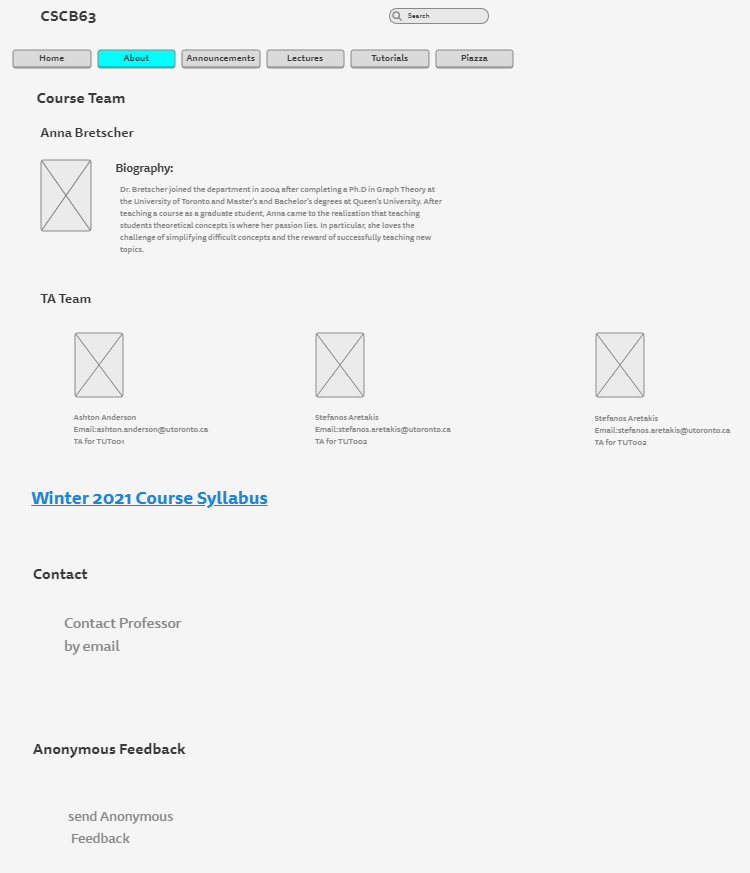 CSCB63
Search
Home
About
Announcements
Lectures
Tutorials
Piazza
Course Team
Anna Bretscher
Biography:
Dr. Bretscher joined the department in 2004 after completing a Ph.D in Graph Theory at
the University of Toronto and Master's and Bachelor's degrees at Queen's University. After
teaching a course as a graduate student, Anna came to the realization that teaching
students theoretical concepts is where her passion lies. In particular, she loves the
challenge of simplifying difficult concepts and the reward of successfully teaching new
topics.
TA Team
Ashton Anderson
Email:ashton.anderson@utoronto.ca
TA for TUT001
Stefanos Aretakis
Email:stefanos.aretakis@utoronto.ca
TA for TUT002
Stefanos Aretakis
Email:stefanos.aretakis@utoronto.ca
TA for TUT002
Winter 2021 Course Syllabus
Contact
Contact Professor
by email
Anonymous Feedback
send Anonymous
Feedback